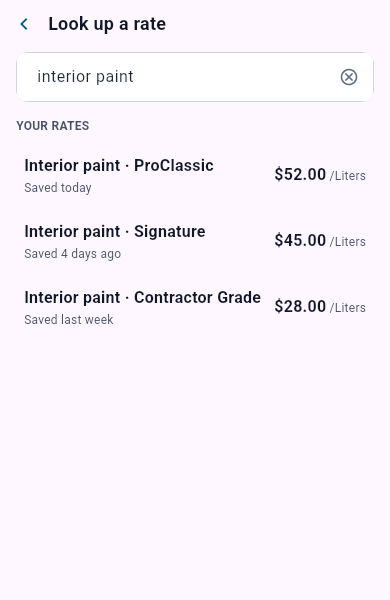 Look up a rate
interior paint
YOUR RATES
Interior paint · ProClassic
Saved today
$52.00 /Liters
Interior paint · Signature
Saved 4 days ago
$45.00 /Liters
Interior paint · Contractor Grade
Saved last week
$28.00 /Liters